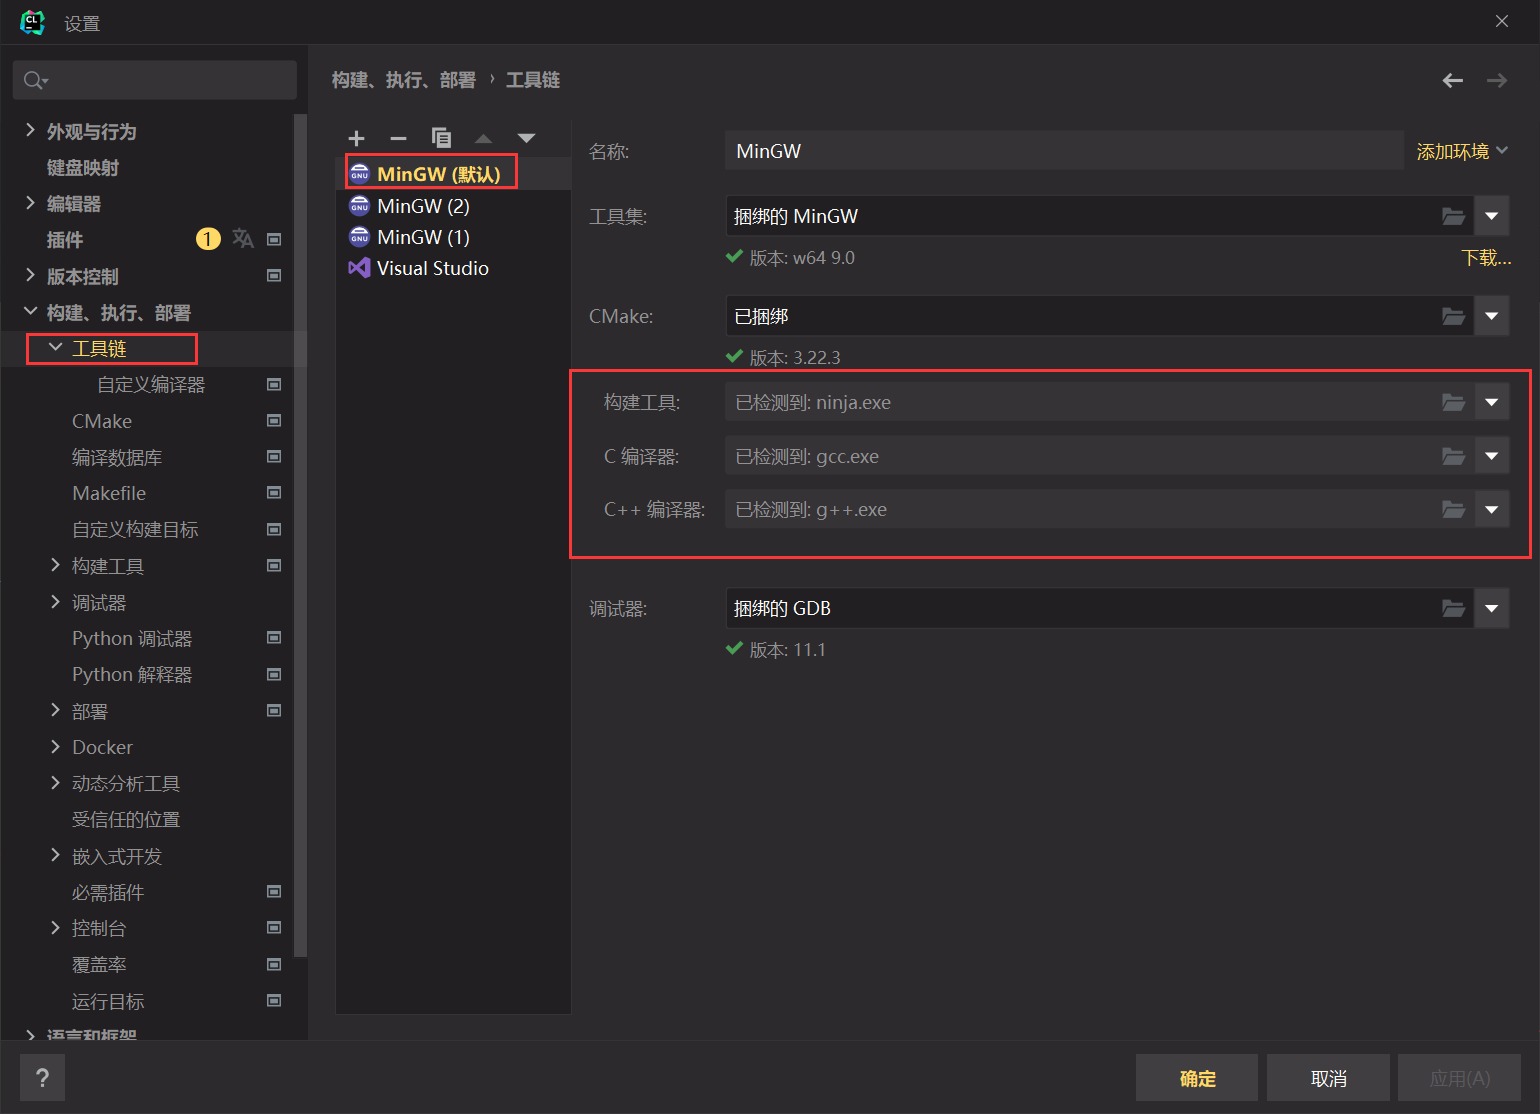 CL
设置
外观与行为
键盘映射
编辑器
插件
1
版本控制
构建、执行、部署
工具链
自定义编译器
CMake
编译数据库
Makefile
自定义构建目标
构建工具
调试器
Python 调试器
Python 解释器
部署
Docker
动态分析工具
受信任的位置
嵌入式开发
必需插件
控制台
覆盖率
运行目标
语言和框架
构建、执行、部署 › 工具链
GNU MinGW (默认)
GNU MinGW (2)
GNU MinGW (1)
Visual Studio
名称: MinGW 添加环境
工具集: 捆绑的 MinGW
版本: w64 9.0 下载...
CMake: 已捆绑
版本: 3.22.3
构建工具: 已检测到: ninja.exe
C 编译器: 已检测到: gcc.exe
C++ 编译器: 已检测到: g++.exe
调试器: 捆绑的 GDB
版本: 11.1
?
确定 取消 应用(A)